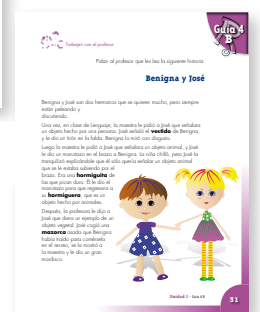 Guía 4
B
Trabajen con el profesor
Pidan al profesor que les lea la siguiente historia:
Benigna y José
Benigna y José son dos hermanos que se quieren mucho, pero siempre
están peleando y
discutiendo.
Una vez, en clase de Lenguaje, la maestra le pidió a José que señalara
un objeto hecho por una persona. José señaló el vestido de Benigna,
y le dio un tirón en la falda. Benigna lo miró con disgusto.
Luego la maestra le pidió a José que señalara un objeto animal, y José
le dio un manotazo en el brazo a Benigna. La niña chilló, pero José la
tranquilizó explicándole que él sólo quería señalar un objeto animal
que se le estaba subiendo por el
brazo. Era una hormiguita de
las que pican duro. Él le dio el
manotazo para que regresara a
su hormiguero, que es un
objeto hecho por animales.
Después, la profesora le dijo a
José que diera un ejemplo de un
objeto vegetal. José cogió una
mazorca asada que Benigna
había traído para comérsela
en el recreo, se la mostró a
la maestra y le dio un gran
mordisco.
Unidad 2 - Guía 4 B
31